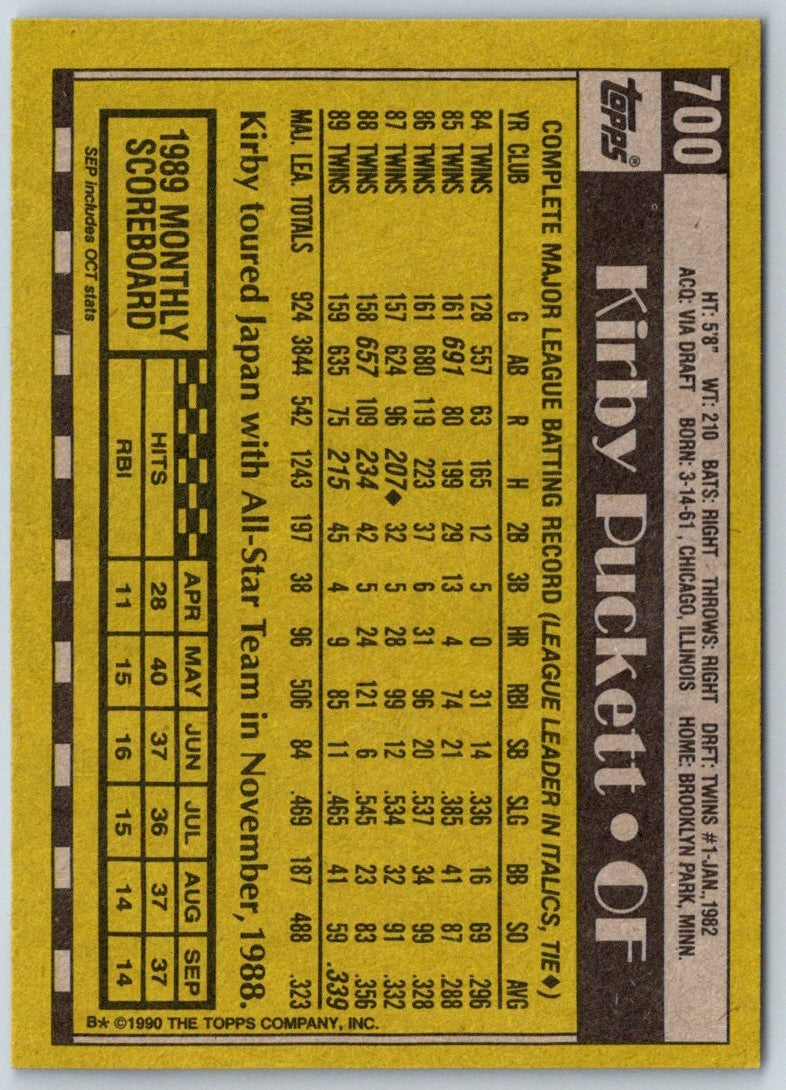 700
HT: 5'8" WT: 210 BATS: RIGHT THROWS: RIGHT DRFT: TWINS #1-JAN., 1982
ACQ: VIA DRAFT BORN: 3-14-61, CHICAGO, ILLINOIS HOME: BROOKLYN PARK, MINN.
topps®
Kirby Puckett • OF
COMPLETE MAJOR LEAGUE BATTING RECORD (LEAGUE LEADER IN ITALICS, TIE◆)
YR CLUB G AB R H 2B 3B HR RBI SB SLG BB SO AVG
84 TWINS 128 557 63 165 12 5 0 31 14 .336 16 69 .296
85 TWINS 161 691 80 199 29 13 4 74 21 .385 41 87 .288
86 TWINS 161 680 119 223 37 6 31 96 20 .537 34 99 .328
87 TWINS 157 624 96 207◆ 32 5 28 99 12 .534 32 91 .332
88 TWINS 158 657 109 234 42 5 24 121 6 .545 23 83 .356
89 TWINS 159 635 75 215 45 4 9 85 11 .465 41 59 .339
MAJ. LEA. TOTALS 924 3844 542 1243 197 38 96 506 84 .469 187 488 .323
Kirby toured Japan with All-Star Team in November, 1988.
1989 MONTHLY
SCOREBOARD
APR MAY JUN JUL AUG SEP
HITS 28 40 37 36 37 37
RBI 11 15 16 15 14 14
SEP includes OCT stats
B* ©1990 THE TOPPS COMPANY, INC.